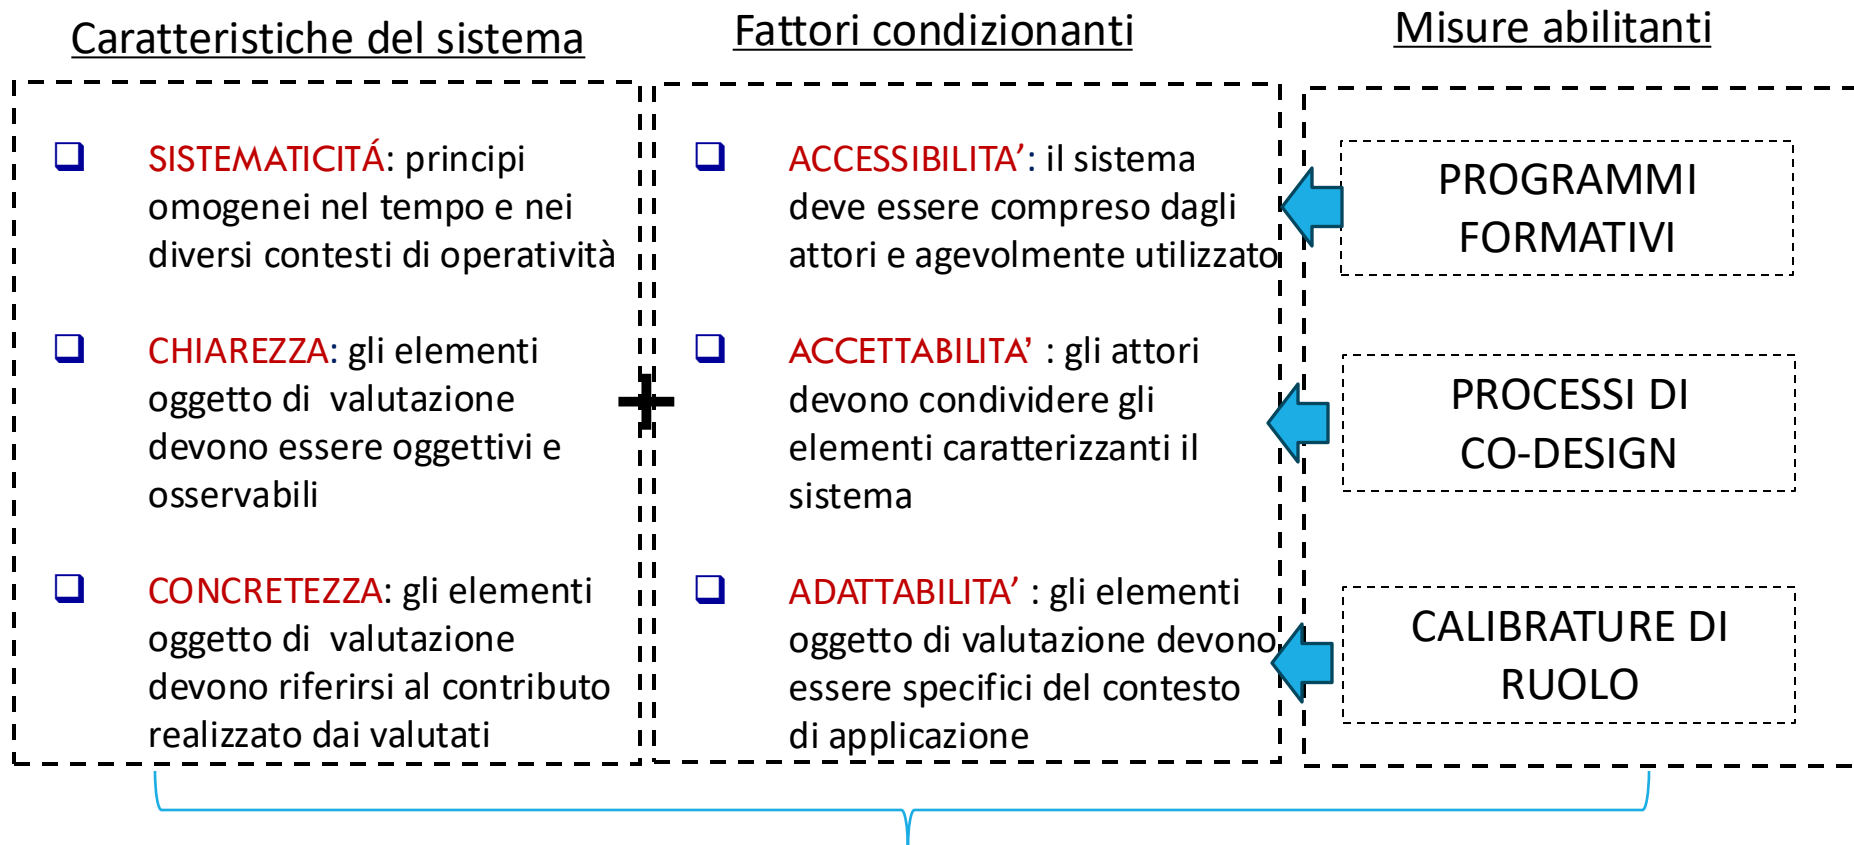 Caratteristiche del sistema
SISTEMATICITÁ: principi
omogenei nel tempo e nei
diversi contesti di operatività
CHIAREZZA: gli elementi
oggetto di valutazione
devono essere oggettivi e
osservabili
CONCRETEZZA: gli elementi
oggetto di valutazione
devono riferirsi al contributo
realizzato dai valutati
+
Fattori condizionanti
ACCESSIBILITA’: il sistema
deve essere compreso dagli
attori e agevolmente utilizzato
ACCETTABILITA’ : gli attori
devono condividere gli
elementi caratterizzanti il
sistema
ADATTABILITA’ : gli elementi
oggetto di valutazione devono
essere specifici del contesto
di applicazione
Misure abilitanti
PROGRAMMI
FORMATIVI
PROCESSI DI
CO-DESIGN
CALIBRATURE DI
RUOLO